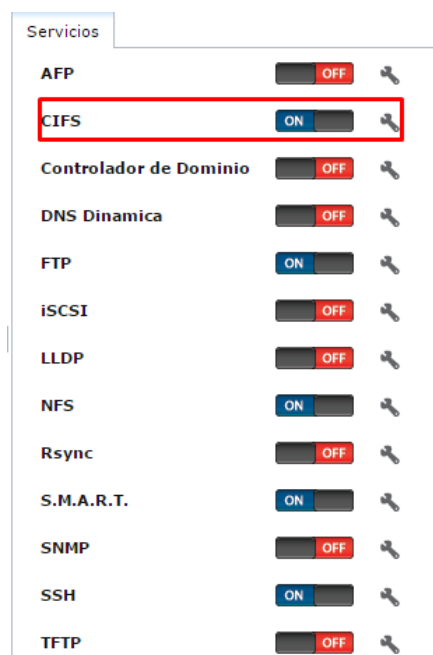 Servicios
AFP OFF
CIFS ON
Controlador de Dominio OFF
DNS Dinamica OFF
FTP ON
iSCSI OFF
LLDP OFF
NFS ON
Rsync OFF
S.M.A.R.T. ON
SNMP OFF
SSH ON
TFTP OFF